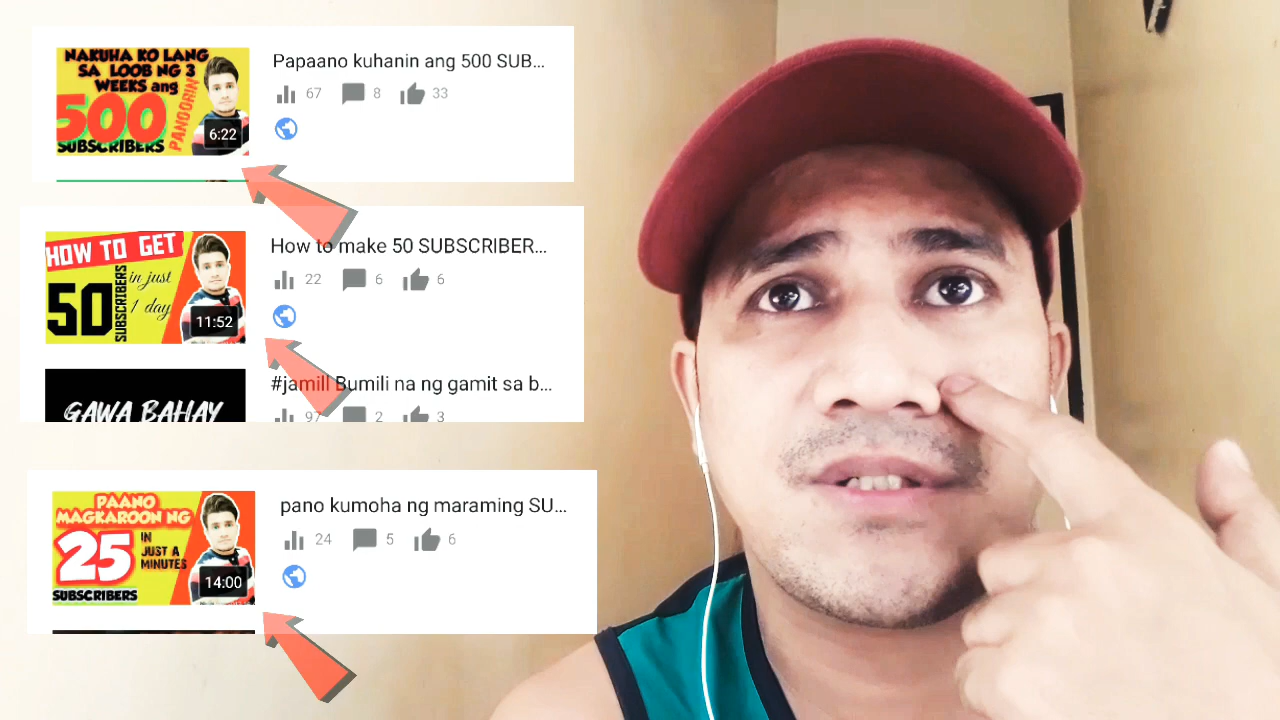 NAKUHA KO LANG
SA LOOB NG 3
WEEKS ang
500
SUBSCRIBERS
PANOORIN
6:22
Papaano kuhanin ang 500 SUB...
67 8 33
HOW TO GET
50
SUBSCRIBERS
in just
1 day
11:52
How to make 50 SUBSCRIBER...
22 6 6
GAWA BAHAY
#jamill Bumili na ng gamit sa b...
97 2 3
PAANO
MAGKAROON NG
25
IN
JUST A
MINUTES
SUBSCRIBERS
14:00
pano kumoha ng maraming SU...
24 5 6